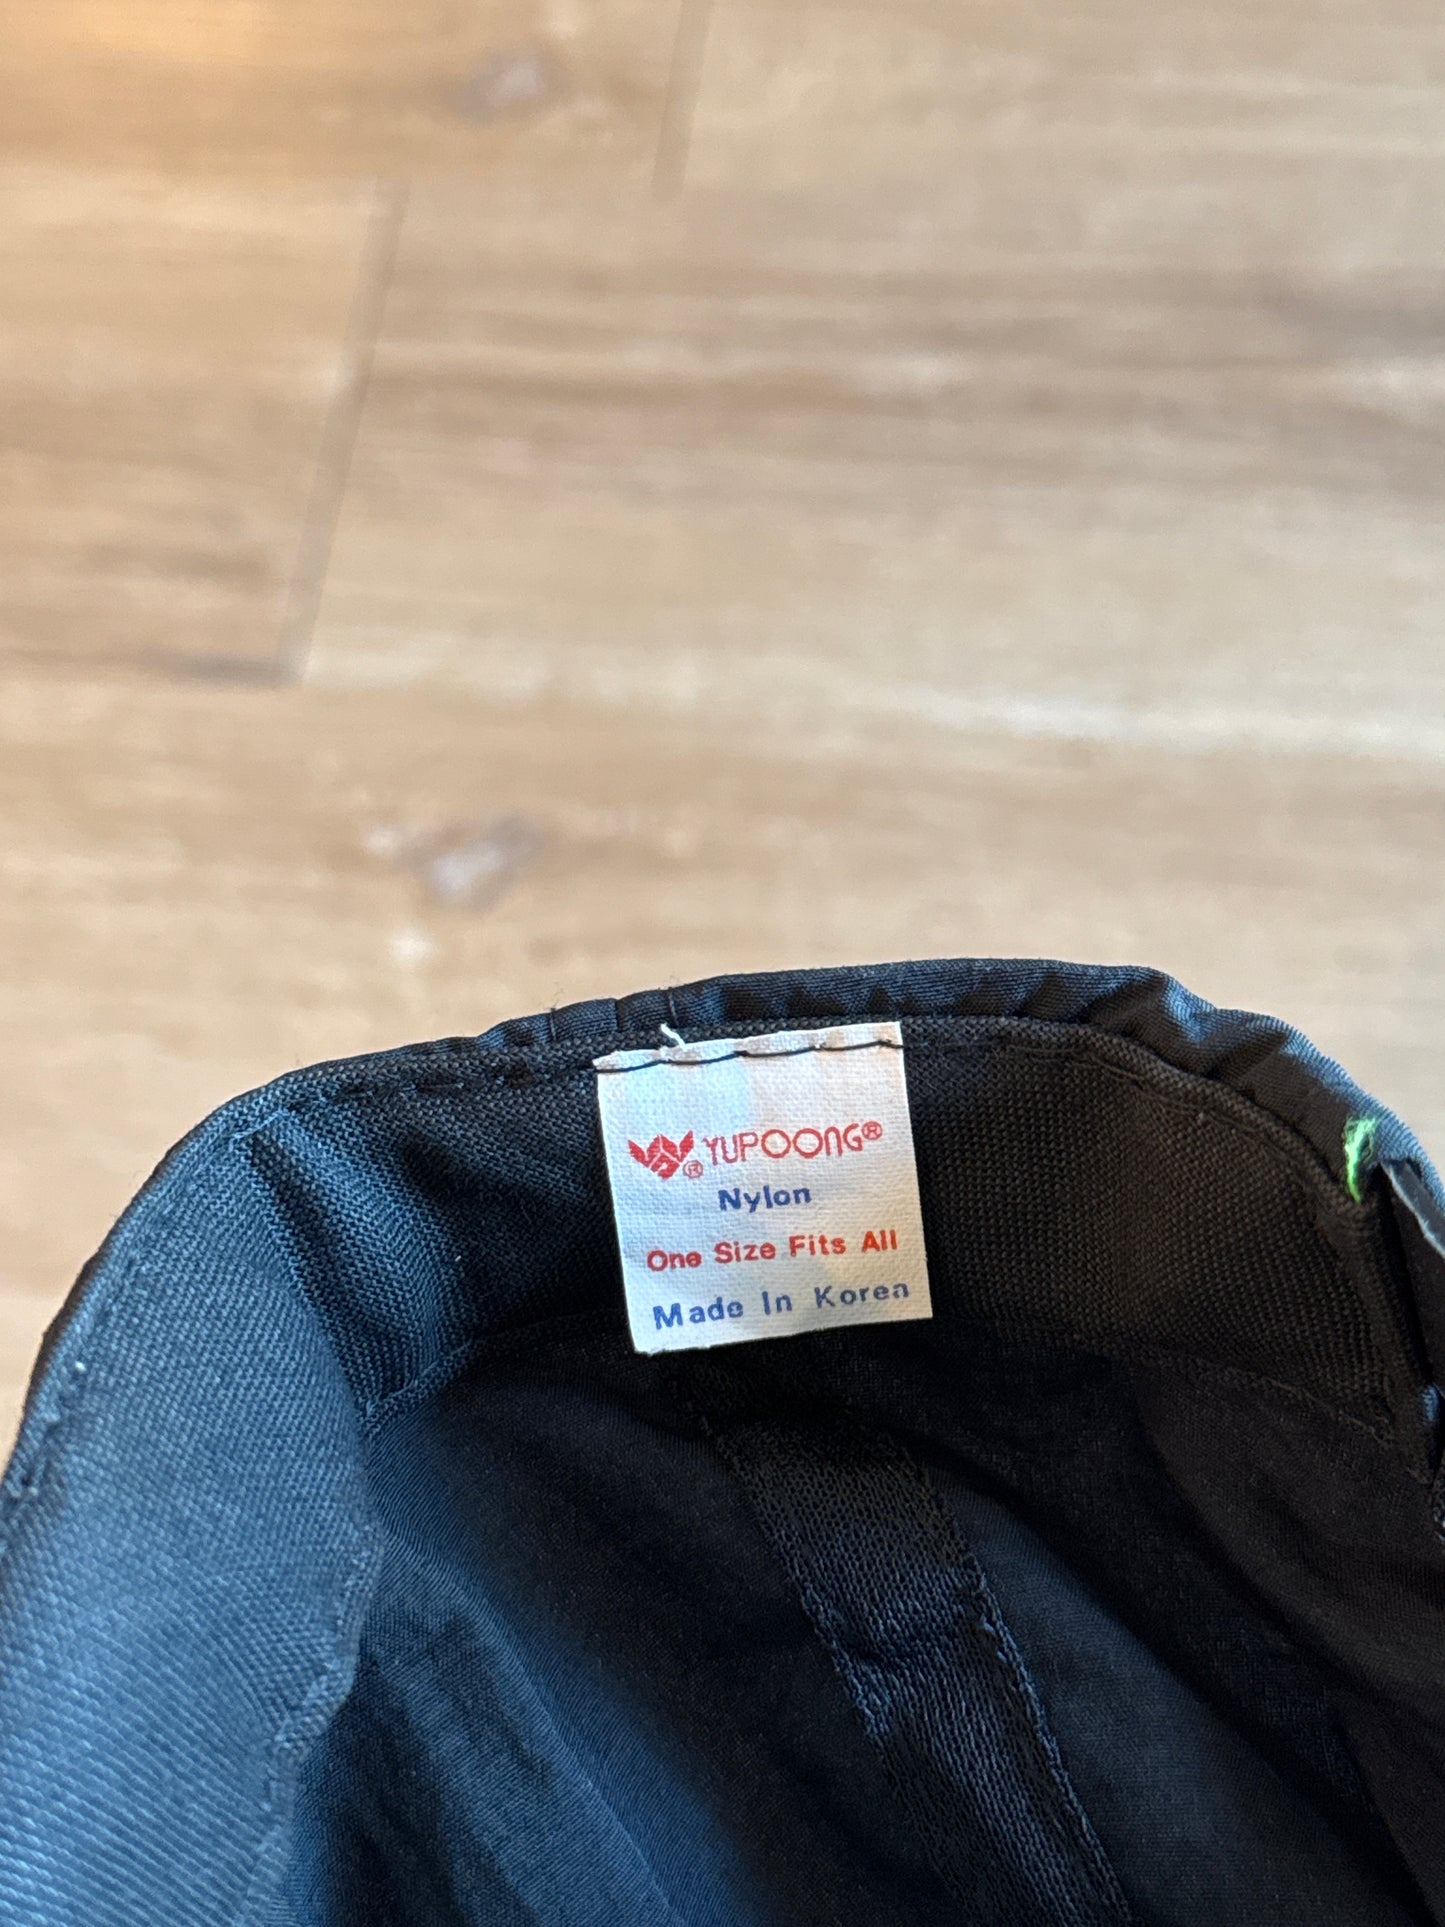 ® YUPOONG®
Nylon
One Size Fits All
Made In Korea